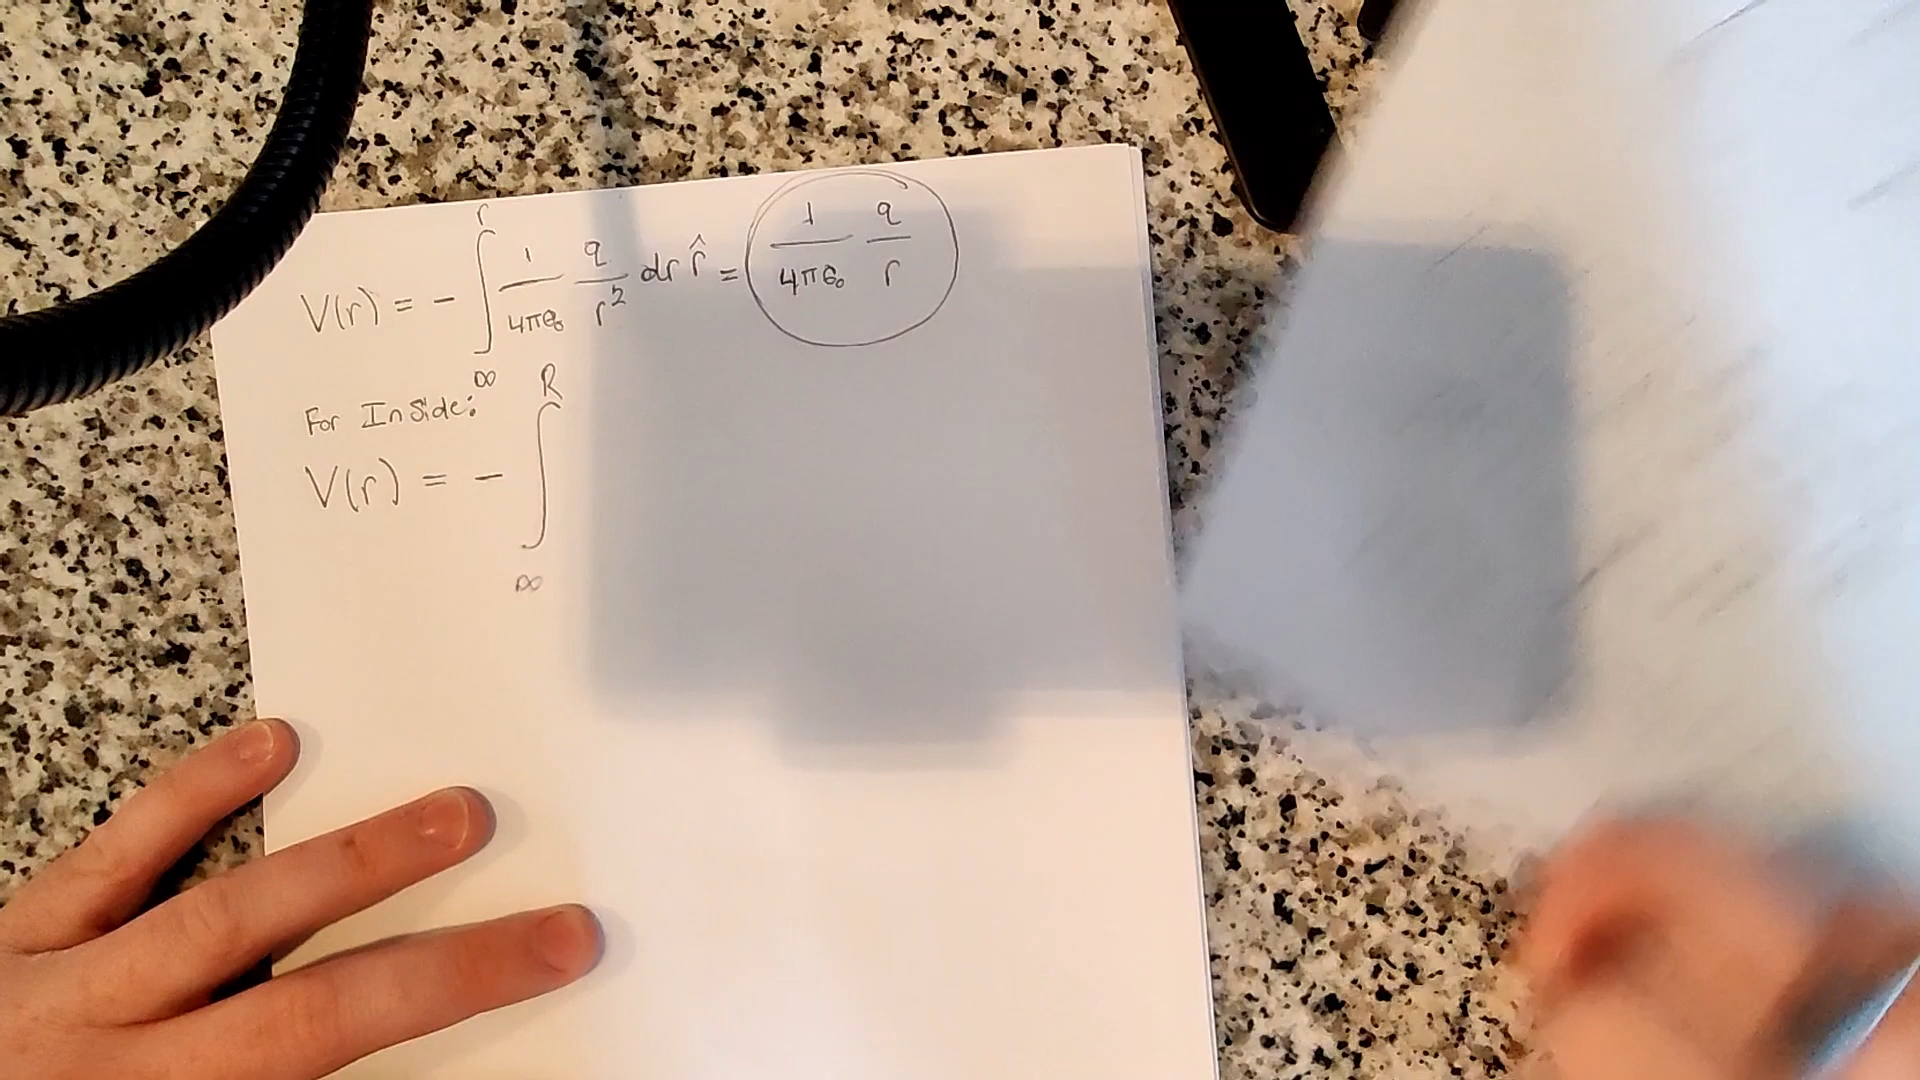 V(r) = - ∫_∞^r 1/(4πε₀) q/r² dr r̂ = 1/(4πε₀) q/r
For Inside:
V(r) = - ∫_∞^R